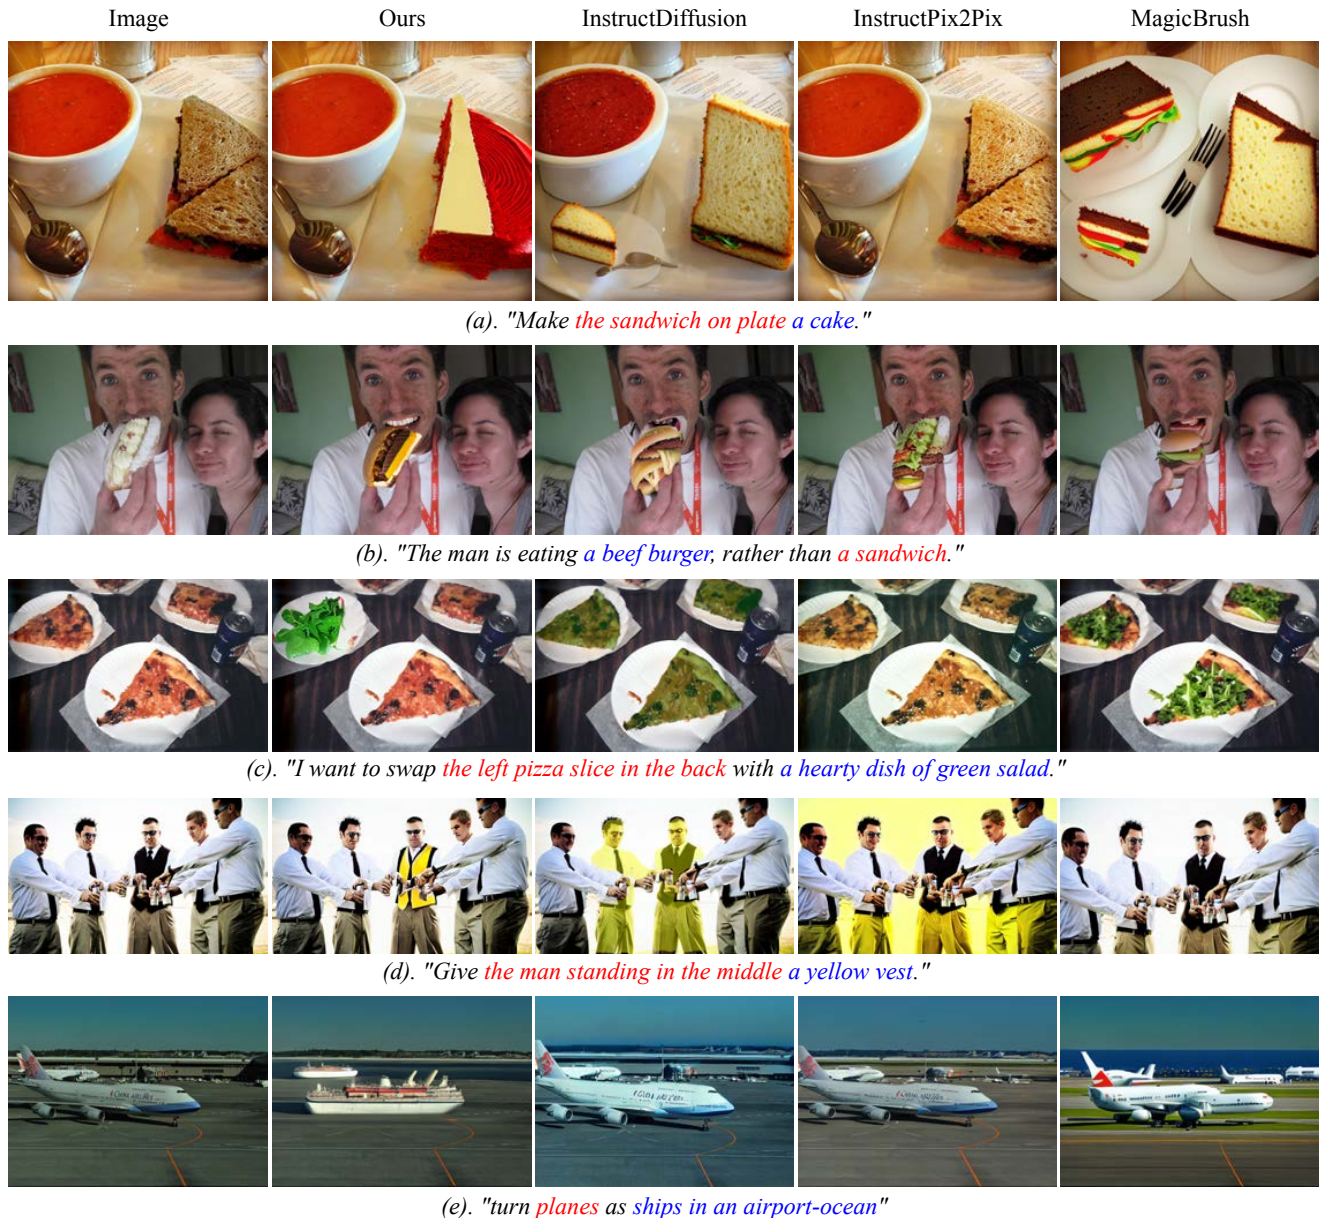 Image Ours InstructDiffusion InstructPix2Pix MagicBrush
(a). "Make the sandwich on plate a cake."
(b). "The man is eating a beef burger, rather than a sandwich."
(c). "I want to swap the left pizza slice in the back with a hearty dish of green salad."
(d). "Give the man standing in the middle a yellow vest."
CHINA AIRLINES
(e). "turn planes as ships in an airport-ocean"